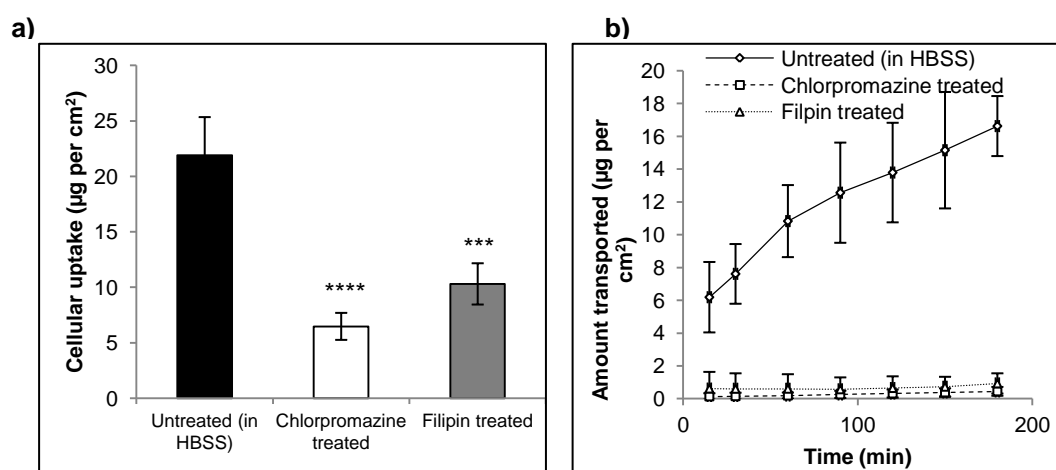 a)
Cellular uptake (µg per cm²)
30
25
20
15
10
5
0
****
***
Untreated (in
HBSS)
Chlorpromazine
treated
Filipin treated
b)
Untreated (in HBSS)
Chlorpromazine treated
Filpin treated
Amount transported (µg per
cm²)
20
18
16
14
12
10
8
6
4
2
0
0
100
200
Time (min)